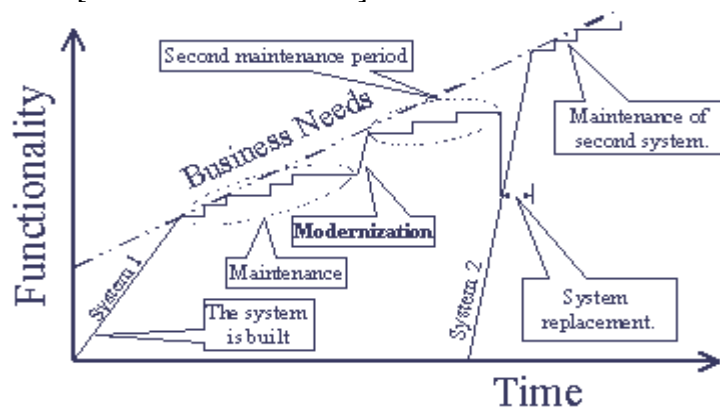 Second maintenance period
Business Needs
Maintenance of
second system.
Modernization
Maintenance
System 1
The system
is built
System 2
System
replacement.
Functionality
Time